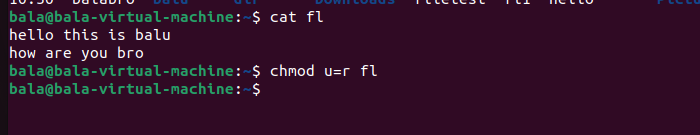 bala@bala-virtual-machine:~$ cat fl
hello this is balu
how are you bro
bala@bala-virtual-machine:~$ chmod u=r fl
bala@bala-virtual-machine:~$